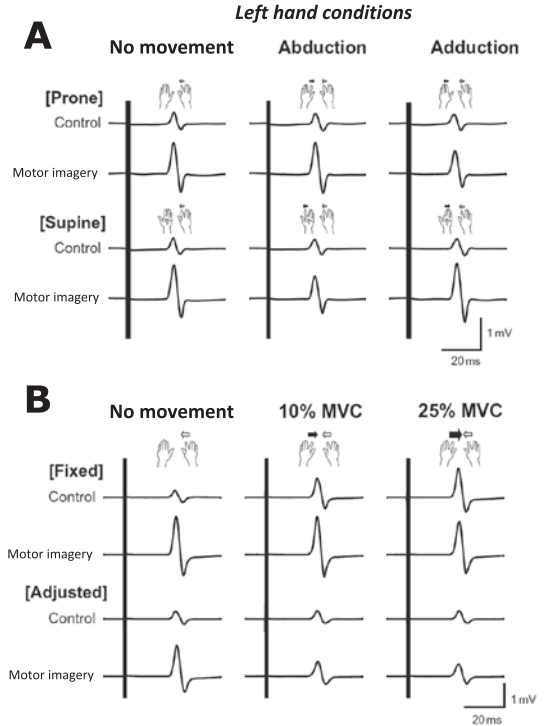 Left hand conditions
A
No movement Abduction Adduction
[Prone]
Control
Motor imagery
[Supine]
Control
Motor imagery
1 mV
20 ms
B
No movement 10% MVC 25% MVC
[Fixed]
Control
Motor imagery
[Adjusted]
Control
Motor imagery
1 mV
20 ms